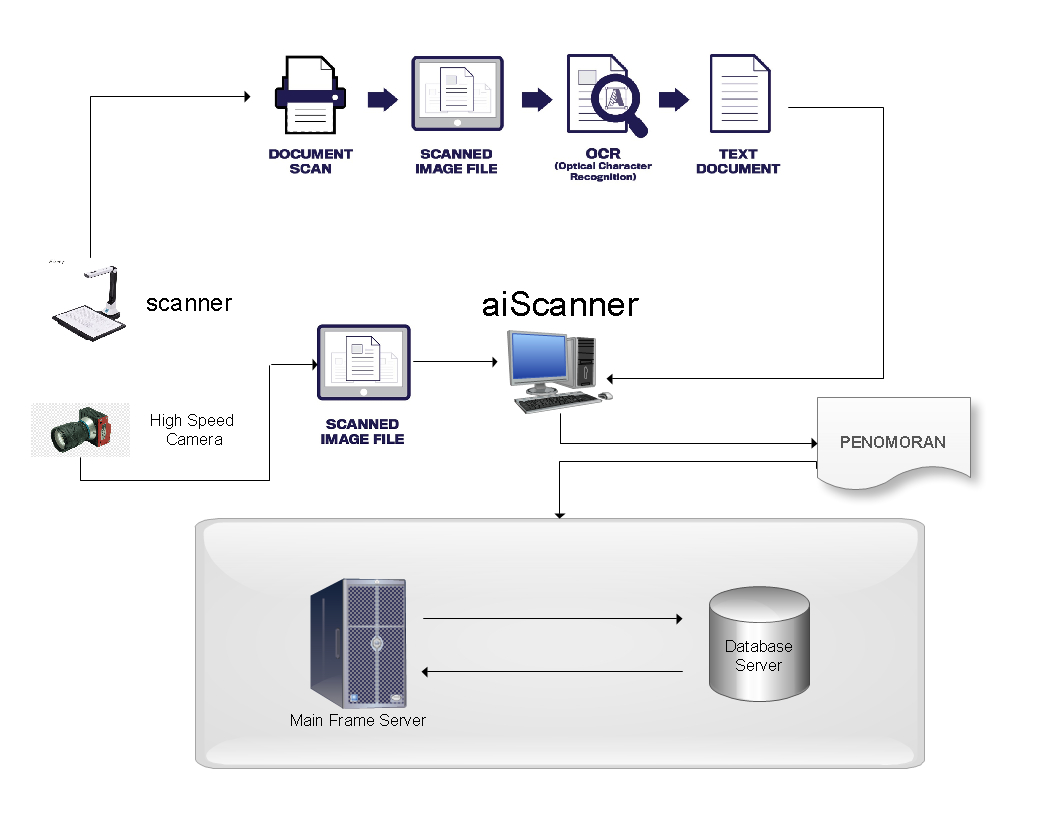 DOCUMENT
SCAN
SCANNED
IMAGE FILE
OCR
(Optical Character
Recognition)
TEXT
DOCUMENT
scanner
aiScanner
High Speed
Camera
SCANNED
IMAGE FILE
PENOMORAN
Database
Server
Main Frame Server